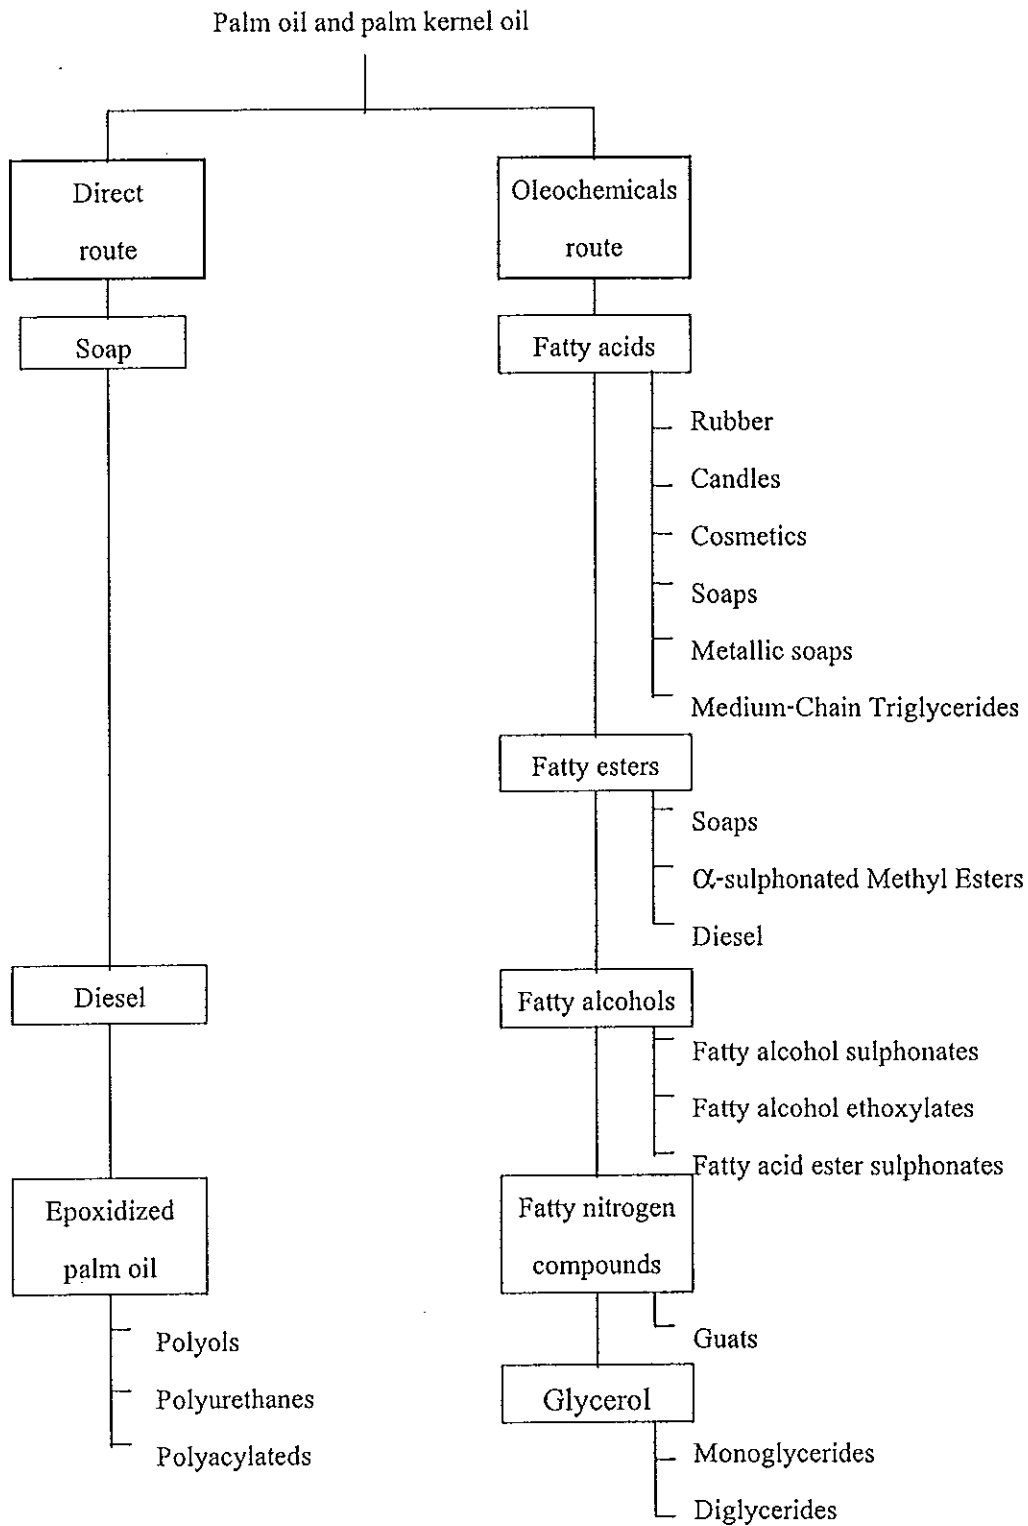 Palm oil and palm kernel oil
Direct
route
Soap
Diesel
Epoxidized
palm oil
Polyols
Polyurethanes
Polyacylateds
Oleochemicals
route
Fatty acids
Rubber
Candles
Cosmetics
Soaps
Metallic soaps
Medium-Chain Triglycerides
Fatty esters
Soaps
α-sulphonated Methyl Esters
Diesel
Fatty alcohols
Fatty alcohol sulphonates
Fatty alcohol ethoxylates
Fatty acid ester sulphonates
Fatty nitrogen
compounds
Guats
Glycerol
Monoglycerides
Diglycerides